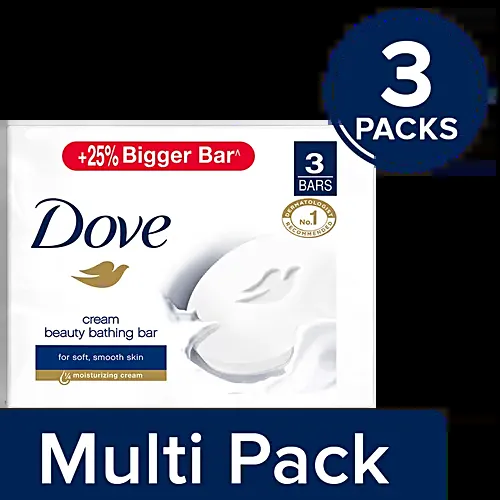 3
PACKS
+25% Bigger Bar^
3
BARS
DERMATOLOGIST
No.1
RECOMMENDED
Dove
cream
beauty bathing bar
for soft, smooth skin
¼ moisturizing cream
Multi Pack